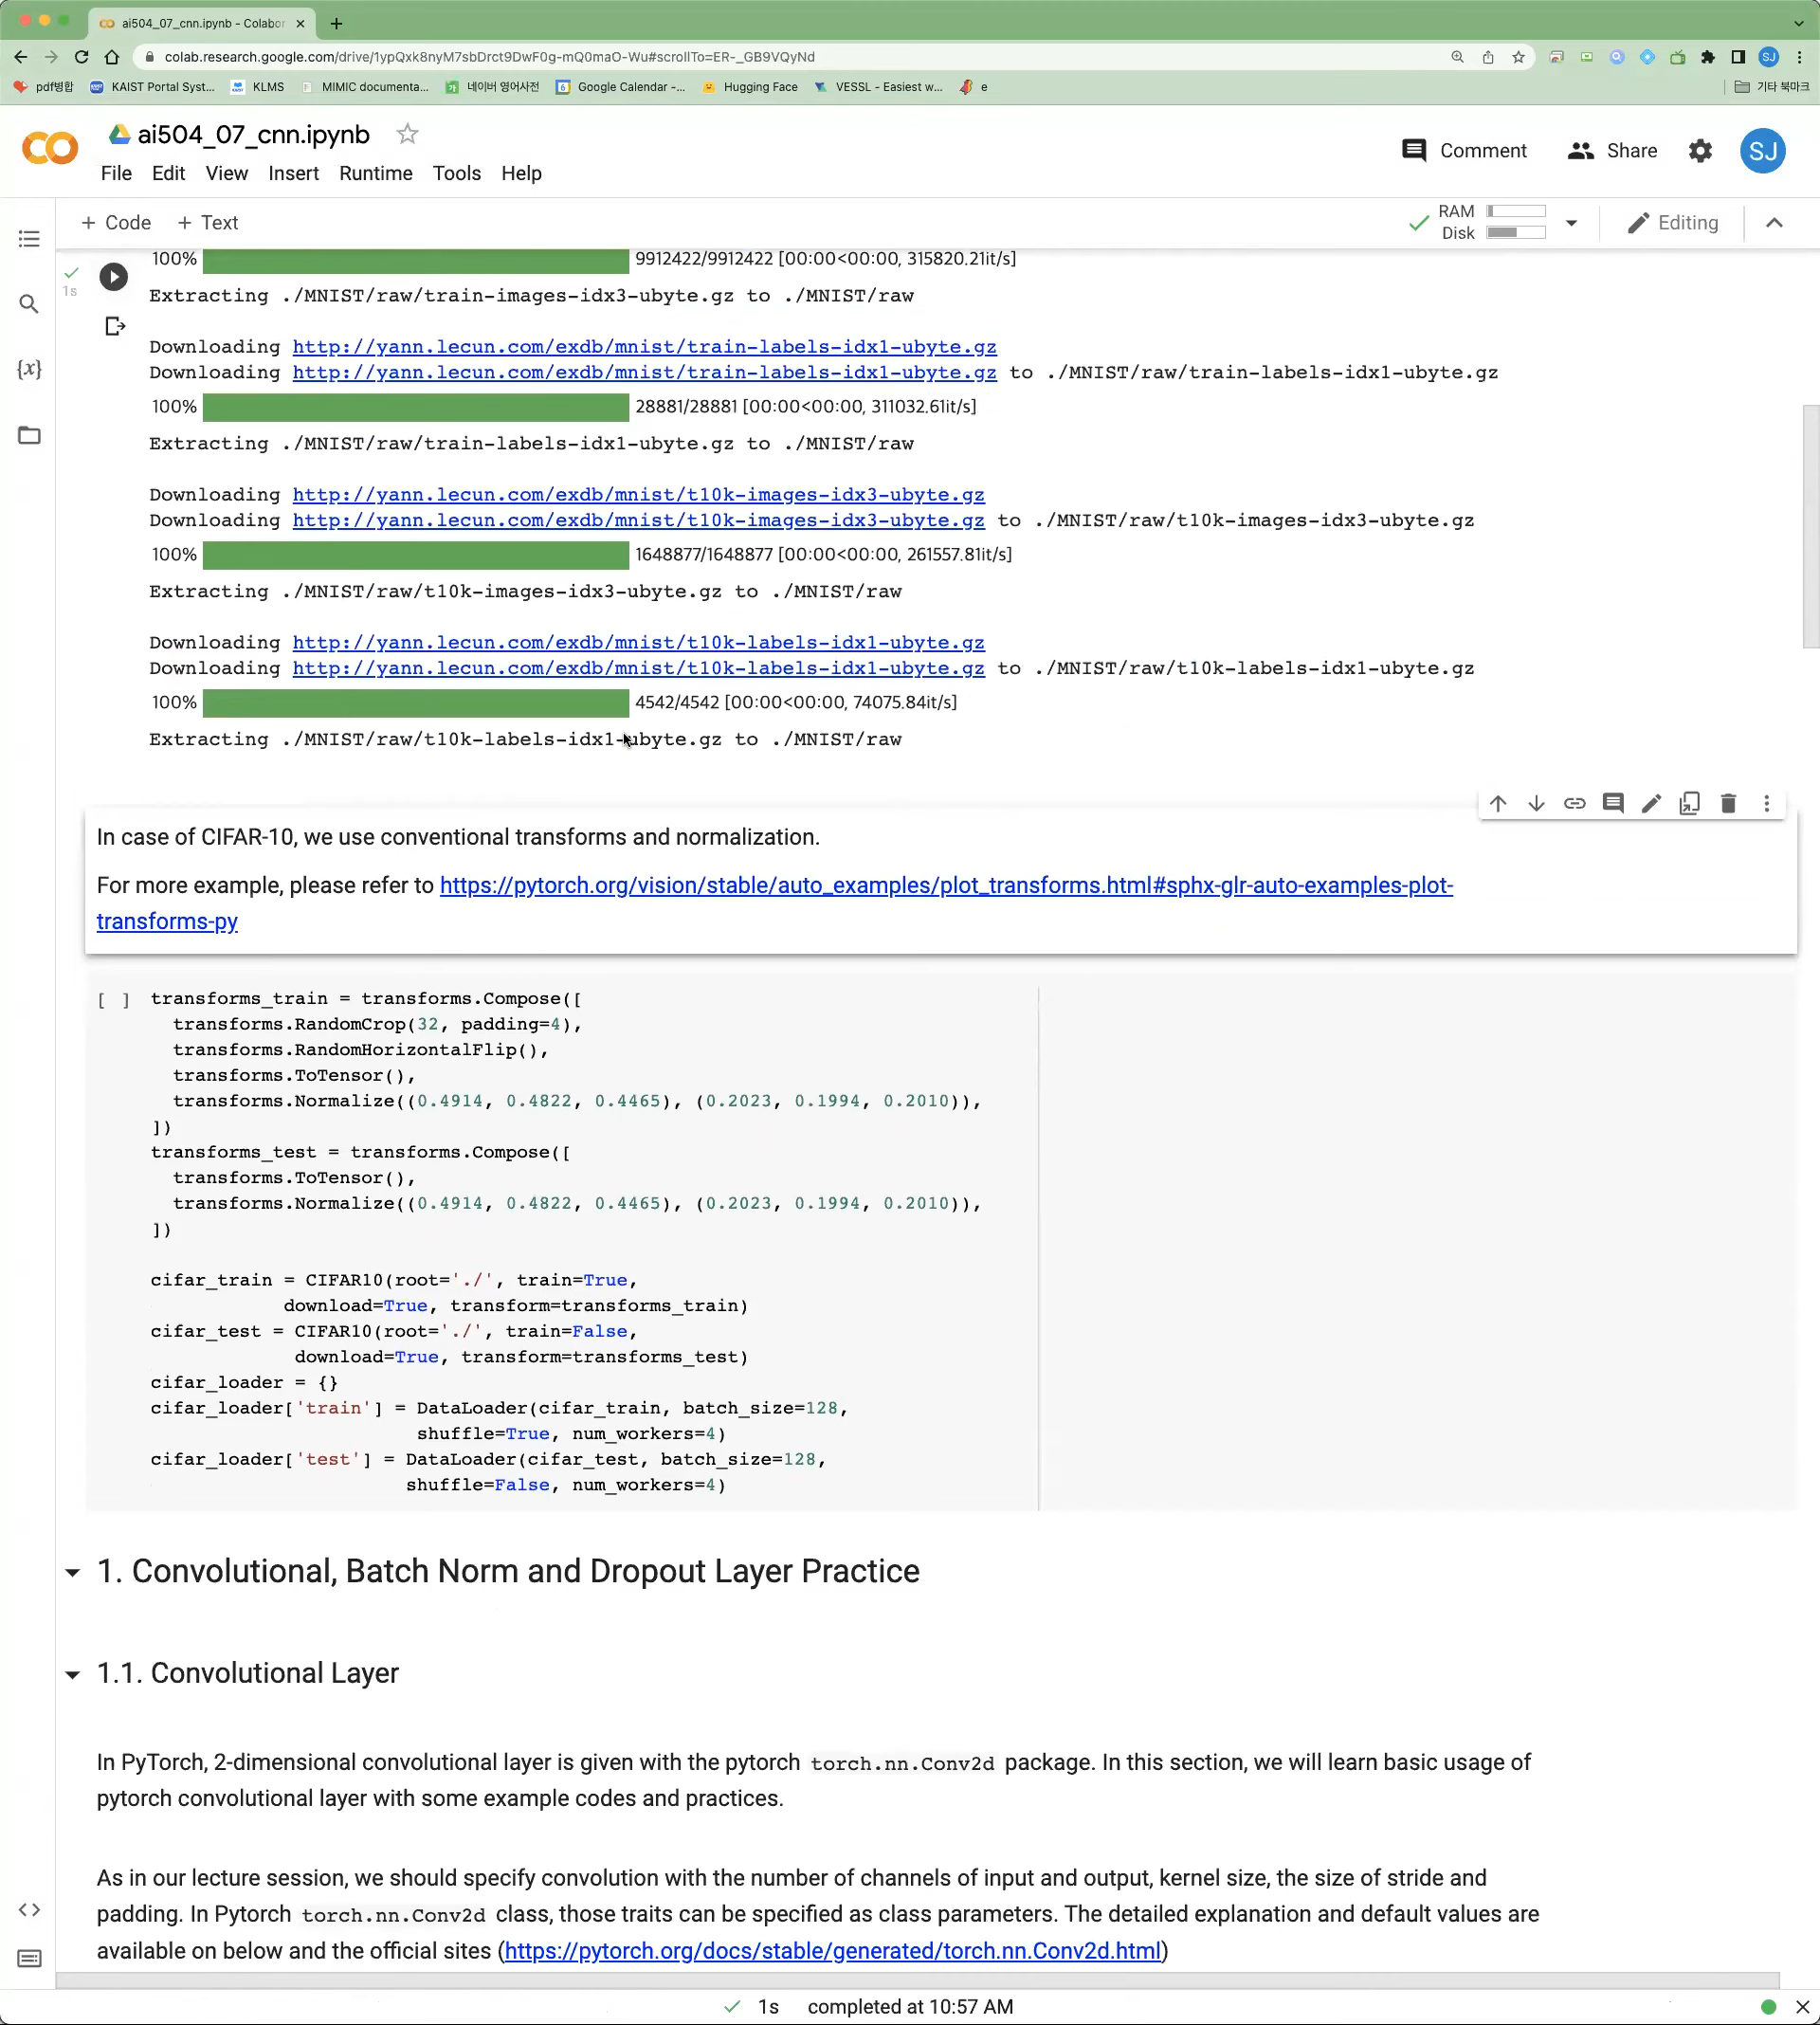 ai504_07_cnn.ipynb - Colabor
colab.research.google.com/drive/1ypQxk8nyM7sbDrct9DwF0g-mQ0maO-Wu#scrollTo=ER-_GB9VQyNd
SJ
pdf병합
KAIST Portal Syst...
KLMS
MIMIC documenta...
네이버 영어사전
Google Calendar -...
Hugging Face
VESSL - Easiest w...
e
기타 북마크
ai504_07_cnn.ipynb
Comment
Share
SJ
File Edit View Insert Runtime Tools Help
+ Code + Text
RAM
Disk
Editing
100% 9912422/9912422 [00:00<00:00, 315820.21it/s]
1s
Extracting ./MNIST/raw/train-images-idx3-ubyte.gz to ./MNIST/raw
Downloading http://yann.lecun.com/exdb/mnist/train-labels-idx1-ubyte.gz
Downloading http://yann.lecun.com/exdb/mnist/train-labels-idx1-ubyte.gz to ./MNIST/raw/train-labels-idx1-ubyte.gz
100% 28881/28881 [00:00<00:00, 311032.61it/s]
Extracting ./MNIST/raw/train-labels-idx1-ubyte.gz to ./MNIST/raw
Downloading http://yann.lecun.com/exdb/mnist/t10k-images-idx3-ubyte.gz
Downloading http://yann.lecun.com/exdb/mnist/t10k-images-idx3-ubyte.gz to ./MNIST/raw/t10k-images-idx3-ubyte.gz
100% 1648877/1648877 [00:00<00:00, 261557.81it/s]
Extracting ./MNIST/raw/t10k-images-idx3-ubyte.gz to ./MNIST/raw
Downloading http://yann.lecun.com/exdb/mnist/t10k-labels-idx1-ubyte.gz
Downloading http://yann.lecun.com/exdb/mnist/t10k-labels-idx1-ubyte.gz to ./MNIST/raw/t10k-labels-idx1-ubyte.gz
100% 4542/4542 [00:00<00:00, 74075.84it/s]
Extracting ./MNIST/raw/t10k-labels-idx1-ubyte.gz to ./MNIST/raw
In case of CIFAR-10, we use conventional transforms and normalization.
For more example, please refer to https://pytorch.org/vision/stable/auto_examples/plot_transforms.html#sphx-glr-auto-examples-plot-
transforms-py
[ ] transforms_train = transforms.Compose([
transforms.RandomCrop(32, padding=4),
transforms.RandomHorizontalFlip(),
transforms.ToTensor(),
transforms.Normalize((0.4914, 0.4822, 0.4465), (0.2023, 0.1994, 0.2010)),
])
transforms_test = transforms.Compose([
transforms.ToTensor(),
transforms.Normalize((0.4914, 0.4822, 0.4465), (0.2023, 0.1994, 0.2010)),
])
cifar_train = CIFAR10(root='./', train=True,
download=True, transform=transforms_train)
cifar_test = CIFAR10(root='./', train=False,
download=True, transform=transforms_test)
cifar_loader = {}
cifar_loader['train'] = DataLoader(cifar_train, batch_size=128,
shuffle=True, num_workers=4)
cifar_loader['test'] = DataLoader(cifar_test, batch_size=128,
shuffle=False, num_workers=4)
1. Convolutional, Batch Norm and Dropout Layer Practice
1.1. Convolutional Layer
In PyTorch, 2-dimensional convolutional layer is given with the pytorch torch.nn.Conv2d package. In this section, we will learn basic usage of
pytorch convolutional layer with some example codes and practices.
As in our lecture session, we should specify convolution with the number of channels of input and output, kernel size, the size of stride and
padding. In Pytorch torch.nn.Conv2d class, those traits can be specified as class parameters. The detailed explanation and default values are
available on below and the official sites (https://pytorch.org/docs/stable/generated/torch.nn.Conv2d.html)
1s completed at 10:57 AM